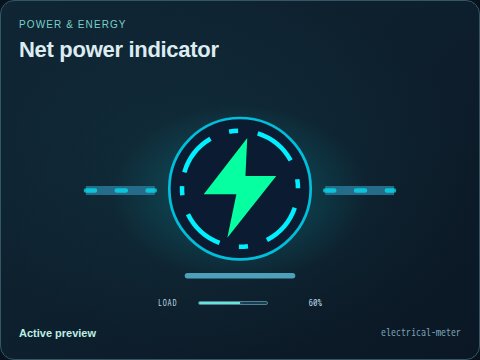 POWER & ENERGY
Net power indicator
LOAD 60%
Active preview electrical-meter